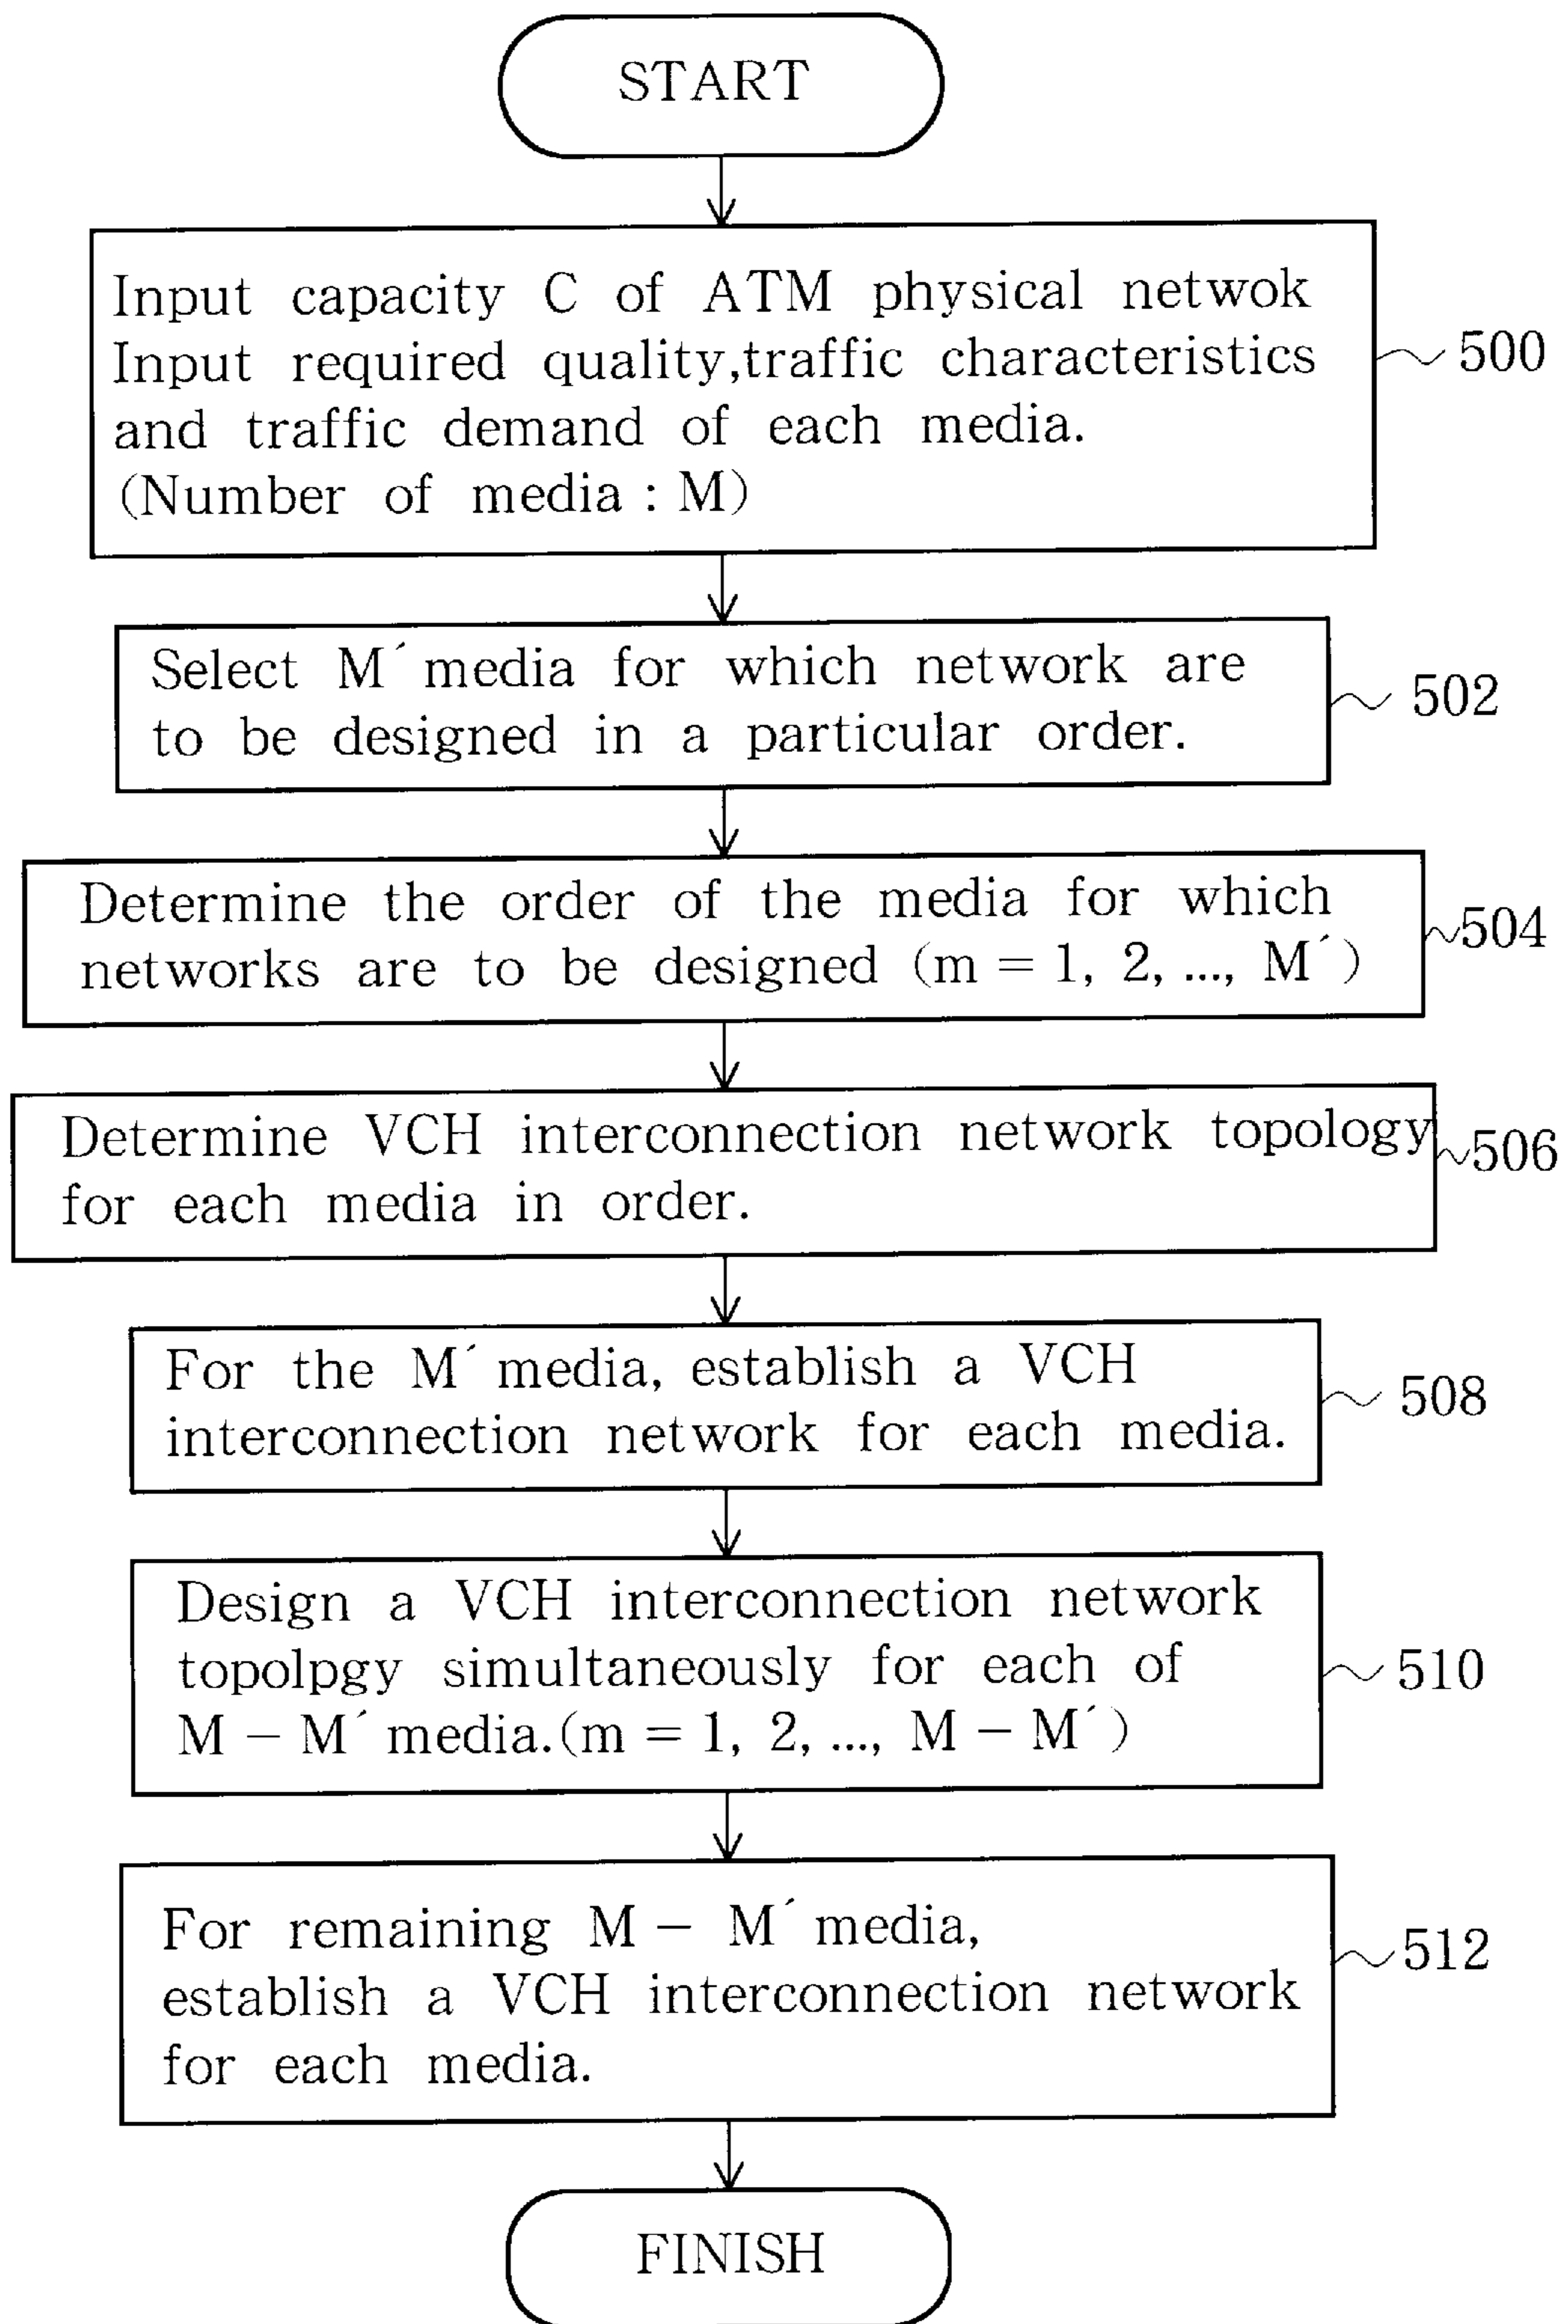 START
Input capacity C of ATM physical netwok
Input required quality,traffic characteristics
and traffic demand of each media.
(Number of media : M)
500
Select M´ media for which network are
to be designed in a particular order.
502
Determine the order of the media for which
networks are to be designed (m = 1, 2, ..., M´)
504
Determine VCH interconnection network topology
for each media in order.
506
For the M´ media, establish a VCH
interconnection network for each media.
508
Design a VCH interconnection network
topolpgy simultaneously for each of
M − M´ media.(m = 1, 2, ..., M − M´)
510
For remaining M − M´ media,
establish a VCH interconnection network
for each media.
512
FINISH